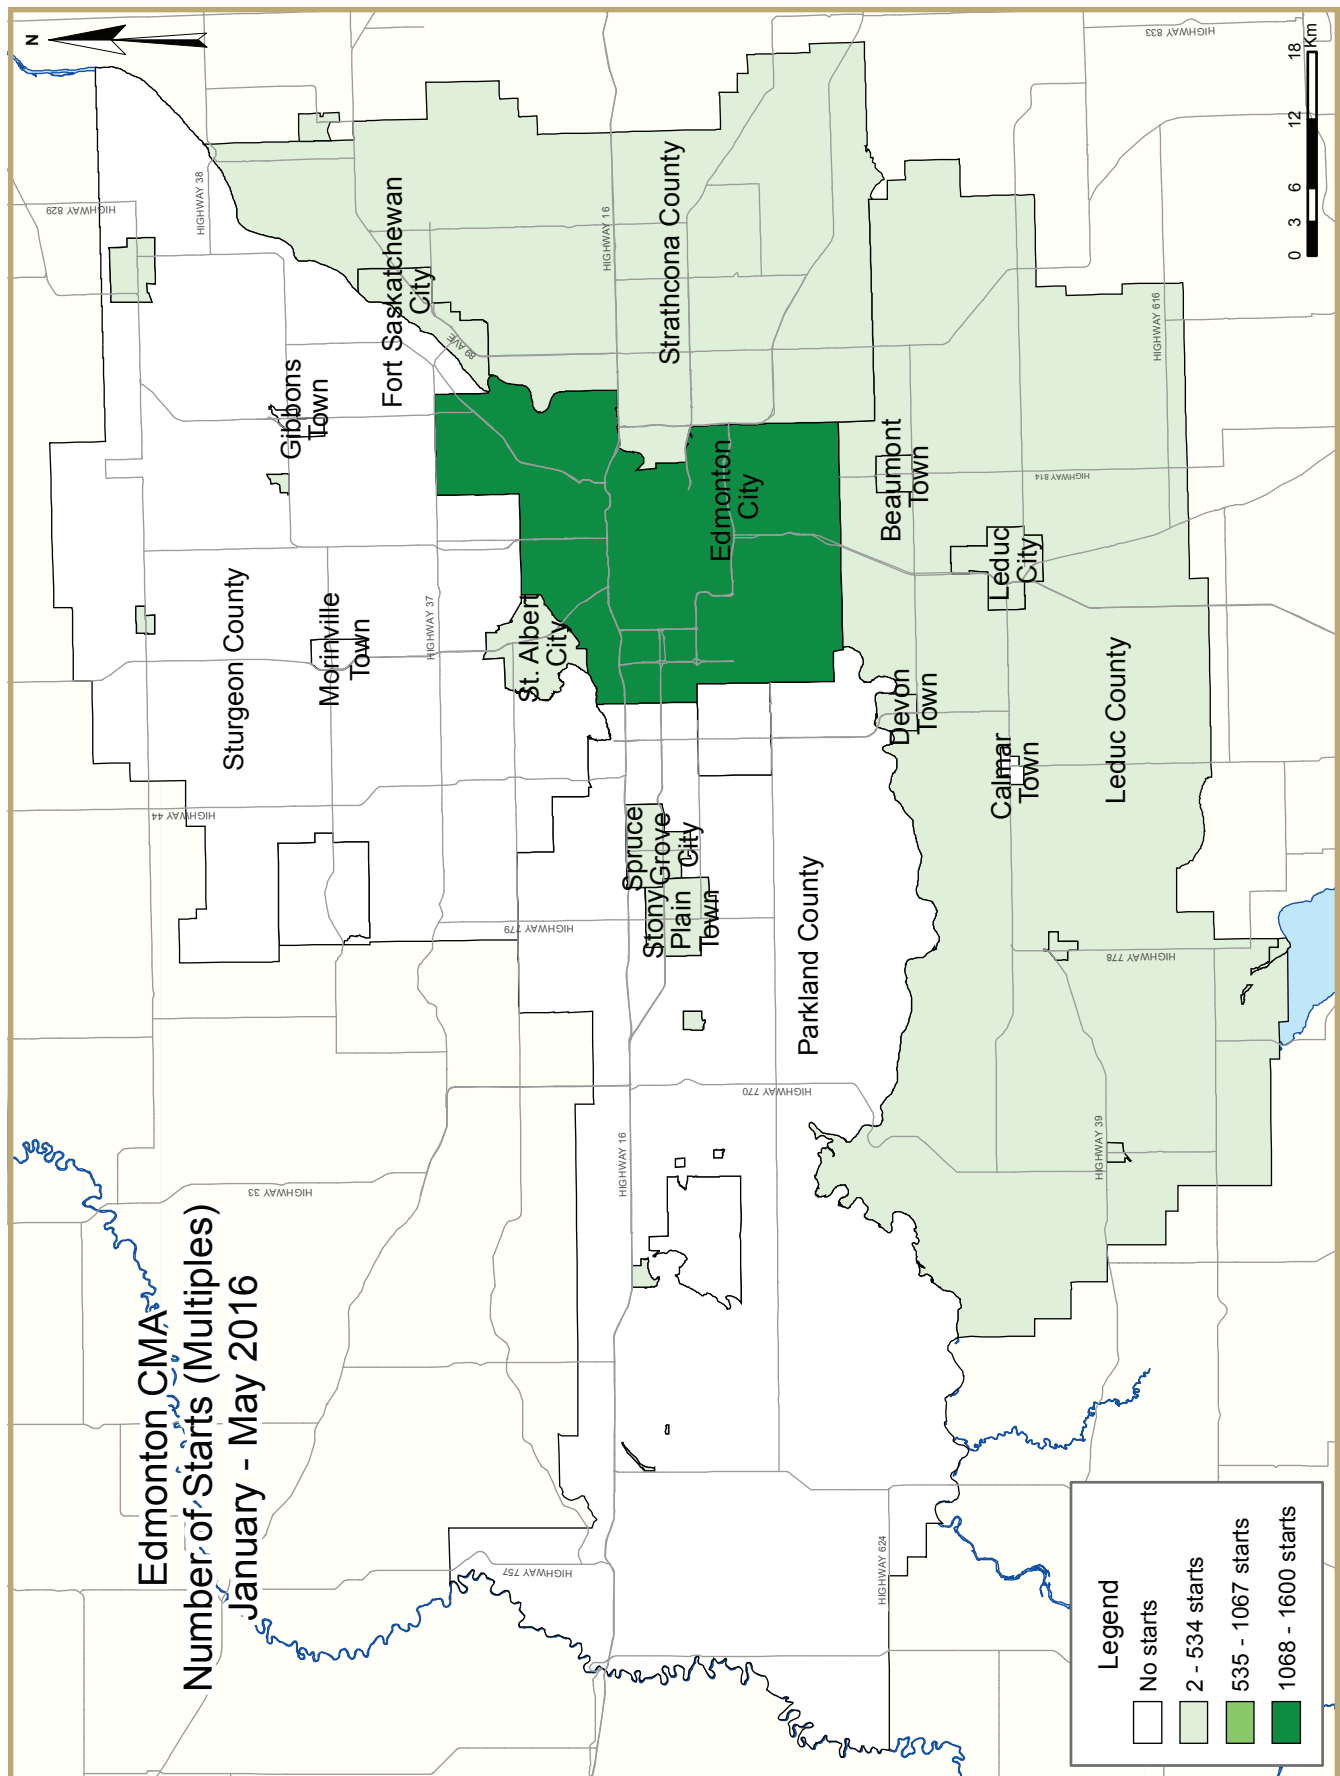 Edmonton CMA
Number of Starts (Multiples)
January - May 2016
N
HIGHWAY 829
HIGHWAY 38
HIGHWAY 833
Fort Saskatchewan
City
89 AVE
HIGHWAY 16
Strathcona County
Gibbons
Town
Sturgeon County
Morinville
Town
HIGHWAY 37
St. Albert
City
Edmonton
City
Beaumont
Town
HIGHWAY 814
HIGHWAY 616
Leduc
City
Devon
Town
Calmar
Town
Leduc County
HIGHWAY 44
HIGHWAY 779
Spruce
Grove
City
Stony
Plain
Town
Parkland County
HIGHWAY 770
HIGHWAY 778
HIGHWAY 39
HIGHWAY 33
HIGHWAY 16
HIGHWAY 757
HIGHWAY 624
0 3 6 12 18
Km
Legend
No starts
2 - 534 starts
535 - 1067 starts
1068 - 1600 starts